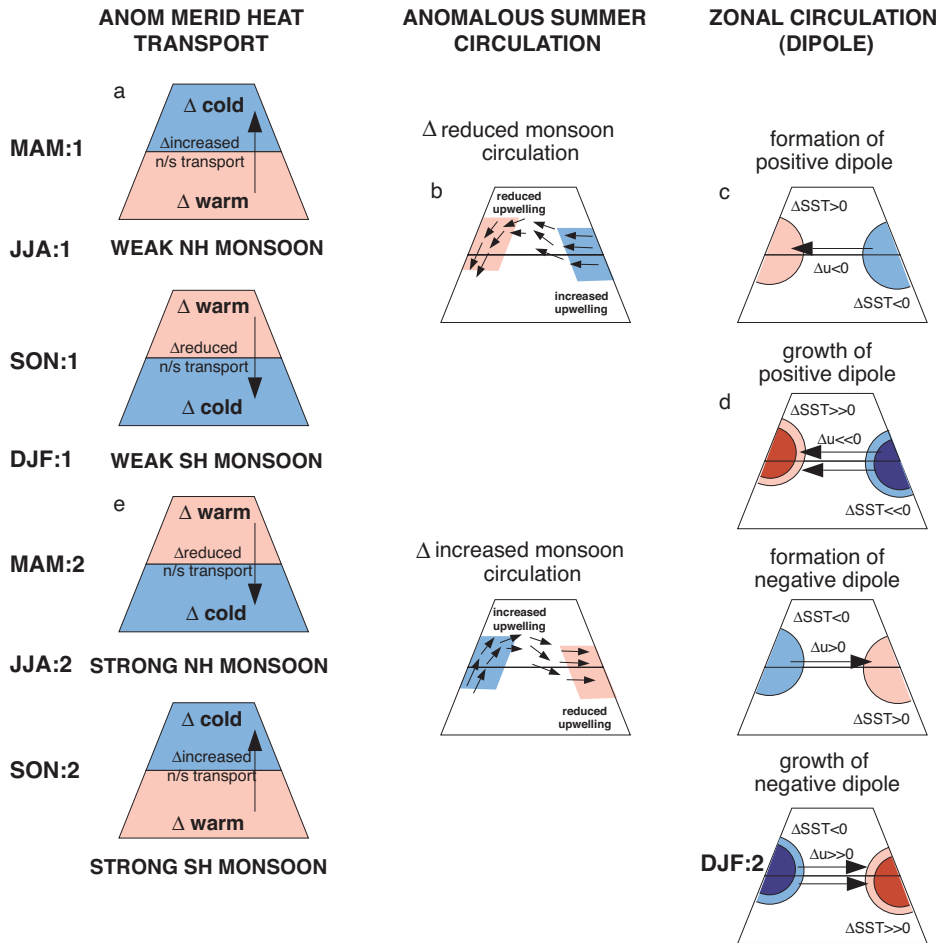 ANOM MERID HEAT
TRANSPORT
ANOMALOUS SUMMER
CIRCULATION
ZONAL CIRCULATION
(DIPOLE)
a
Δ cold
MAM:1
Δincreased
n/s transport
Δ warm
JJA:1
WEAK NH MONSOON
Δ reduced monsoon
circulation
b
reduced
upwelling
increased
upwelling
formation of
positive dipole
c
ΔSST>0
Δu<0
ΔSST<0
Δ warm
SON:1
Δreduced
n/s transport
Δ cold
DJF:1
WEAK SH MONSOON
growth of
positive dipole
d
ΔSST>>0
Δu<<0
ΔSST<<0
e
Δ warm
MAM:2
Δreduced
n/s transport
Δ cold
JJA:2
STRONG NH MONSOON
Δ increased monsoon
circulation
increased
upwelling
reduced
upwelling
formation of
negative dipole
ΔSST<0
Δu>0
ΔSST>0
Δ cold
SON:2
Δincreased
n/s transport
Δ warm
STRONG SH MONSOON
growth of
negative dipole
DJF:2
ΔSST<0
Δu>>0
ΔSST>>0